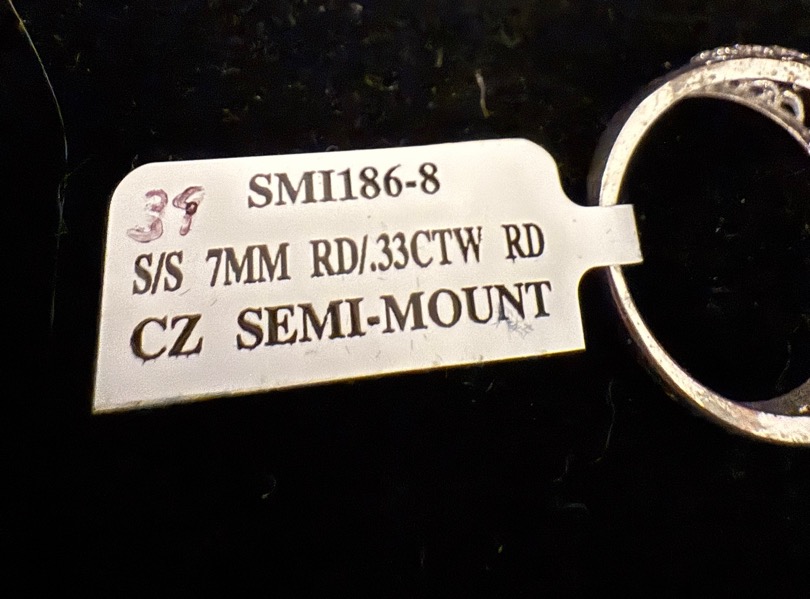 SMI186-8
39
S/S 7MM RD/.33CTW RD
CZ SEMI-MOUNT